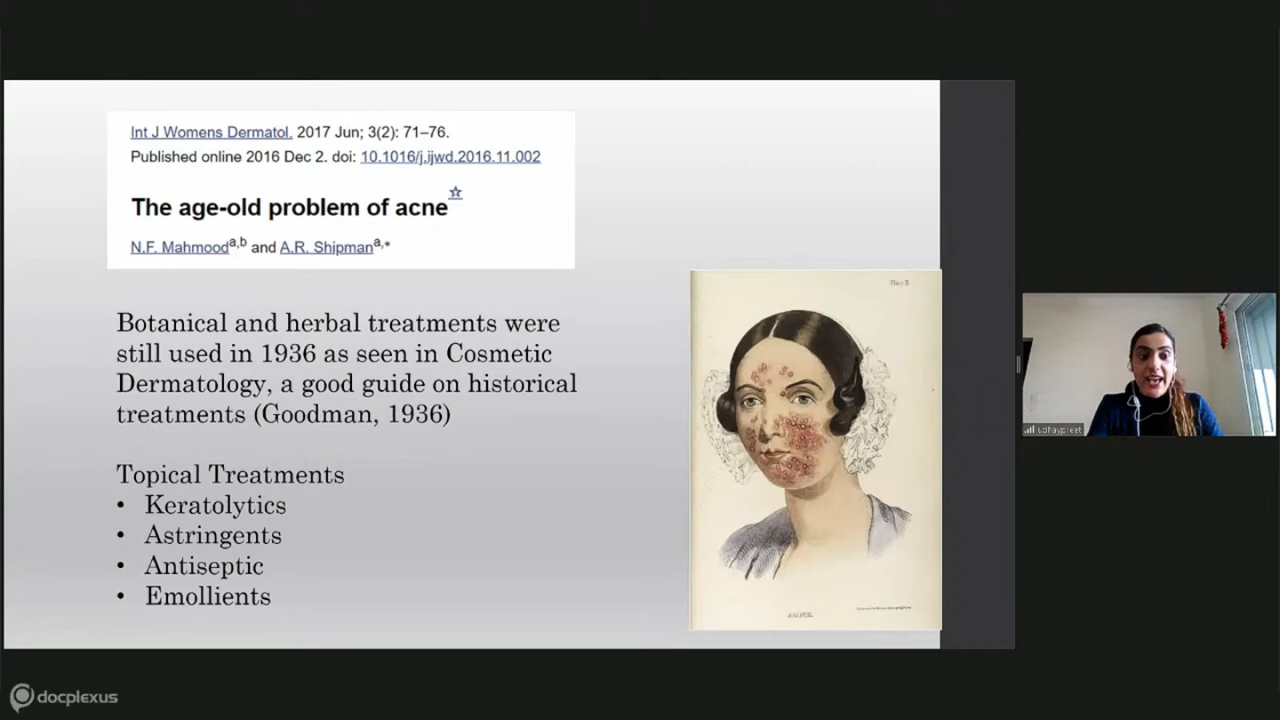 Int J Womens Dermatol. 2017 Jun; 3(2): 71–76.
Published online 2016 Dec 2. doi: 10.1016/j.ijwd.2016.11.002
The age-old problem of acne☆
N.F. Mahmooda,b and A.R. Shipmana,*
Botanical and herbal treatments were
still used in 1936 as seen in Cosmetic
Dermatology, a good guide on historical
treatments (Goodman, 1936)
Topical Treatments
• Keratolytics
• Astringents
• Antiseptic
• Emollients
udhaypreet
docplexus